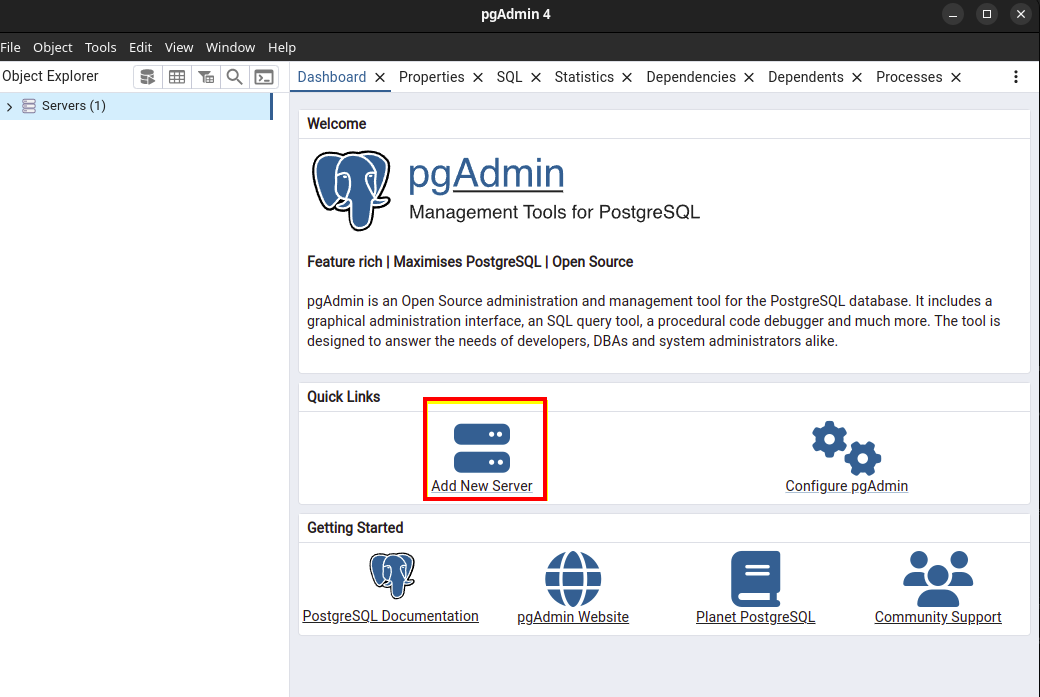 pgAdmin 4
File Object Tools Edit View Window Help
Object Explorer
Dashboard Properties SQL Statistics Dependencies Dependents Processes
Servers (1)
Welcome
pgAdmin
Management Tools for PostgreSQL
Feature rich | Maximises PostgreSQL | Open Source
pgAdmin is an Open Source administration and management tool for the PostgreSQL database. It includes a
graphical administration interface, an SQL query tool, a procedural code debugger and much more. The tool is
designed to answer the needs of developers, DBAs and system administrators alike.
Quick Links
Add New Server
Configure pgAdmin
Getting Started
PostgreSQL Documentation
pgAdmin Website
Planet PostgreSQL
Community Support